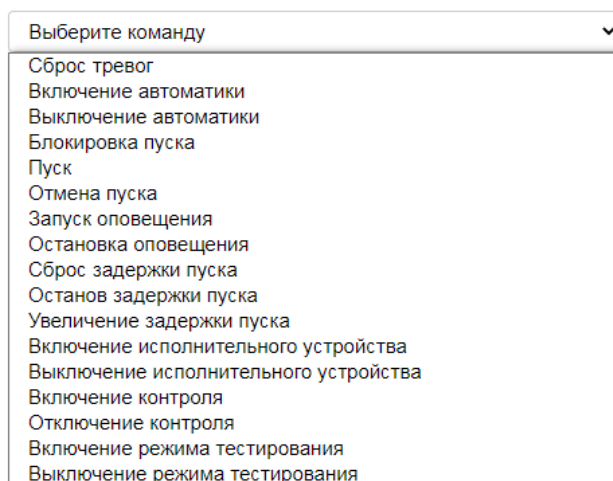 Выберите команду
Сброс тревог
Включение автоматики
Выключение автоматики
Блокировка пуска
Пуск
Отмена пуска
Запуск оповещения
Остановка оповещения
Сброс задержки пуска
Останов задержки пуска
Увеличение задержки пуска
Включение исполнительного устройства
Выключение исполнительного устройства
Включение контроля
Отключение контроля
Включение режима тестирования
Выключение режима тестирования